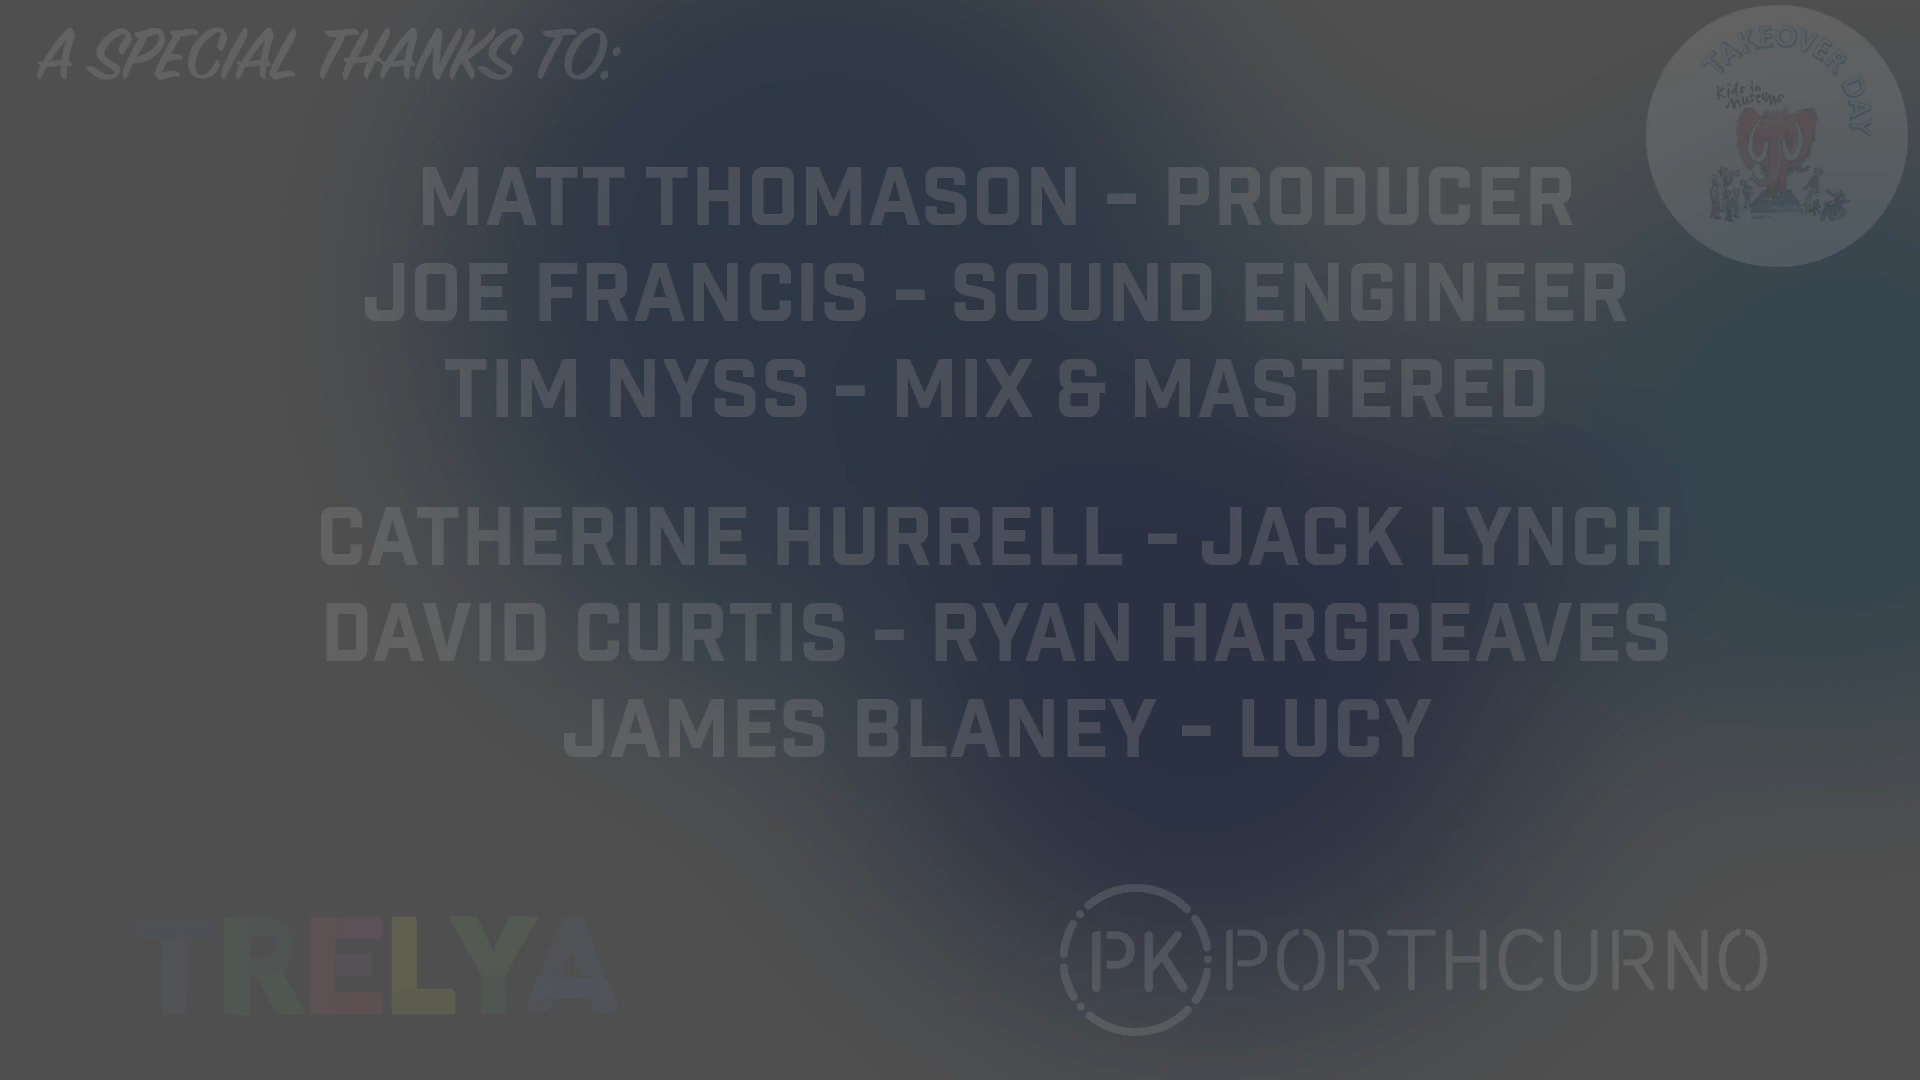 A SPECIAL THANKS TO:
TAKEOVER DAY
Kids in
Museums
MATT THOMASON - PRODUCER
JOE FRANCIS - SOUND ENGINEER
TIM NYSS - MIX & MASTERED
CATHERINE HURRELL - JACK LYNCH
DAVID CURTIS - RYAN HARGREAVES
JAMES BLANEY - LUCY
TRELYA
PK PORTHCURNO